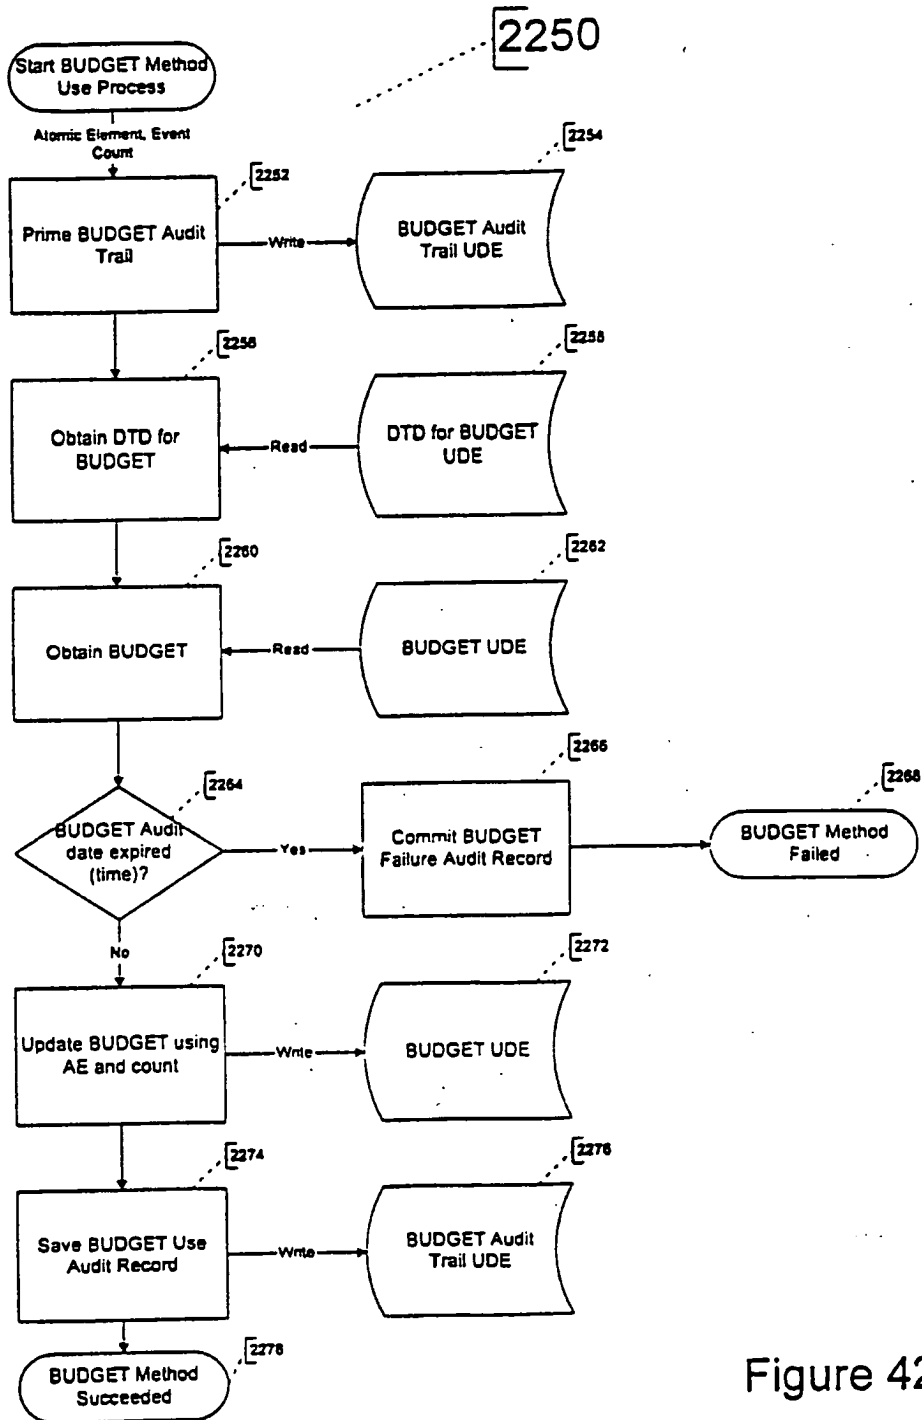 2250
Start BUDGET Method
Use Process
Atomic Element, Event
Count
2252
2254
Prime BUDGET Audit
Trail
Write
BUDGET Audit
Trail UDE
2256
2258
Obtain DTD for
BUDGET
Read
DTD for BUDGET
UDE
2260
2262
Obtain BUDGET
Read
BUDGET UDE
2264
2266
2268
BUDGET Audit
date expired
(time)?
Yes
Commit BUDGET
Failure Audit Record
BUDGET Method
Failed
No
2270
2272
Update BUDGET using
AE and count
Write
BUDGET UDE
2274
2276
Save BUDGET Use
Audit Record
Write
BUDGET Audit
Trail UDE
2278
BUDGET Method
Succeeded
Figure 42